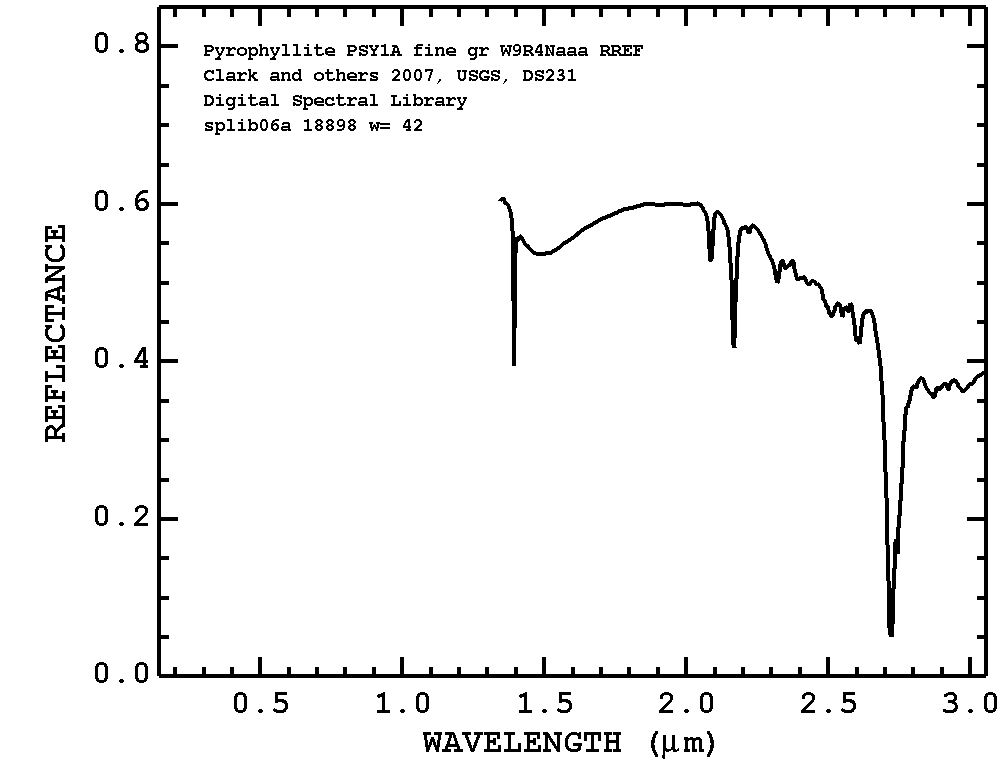 0.8
Pyrophyllite PSY1A fine gr W9R4Naaa RREF
Clark and others 2007, USGS, DS231
Digital Spectral Library
splib06a 18898 w= 42
0.6
REFLECTANCE
0.4
0.2
0.0
0.5 1.0 1.5 2.0 2.5 3.0
WAVELENGTH (μm)